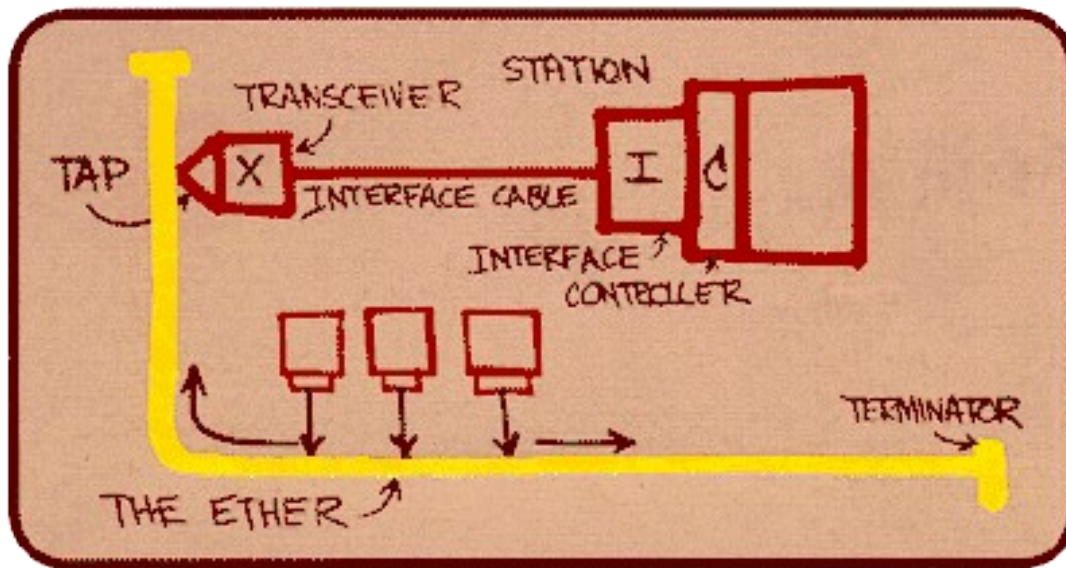 STATION
TRANSCEIVER
TAP
X
I
C
INTERFACE CABLE
INTERFACE
CONTROLLER
TERMINATOR
THE ETHER